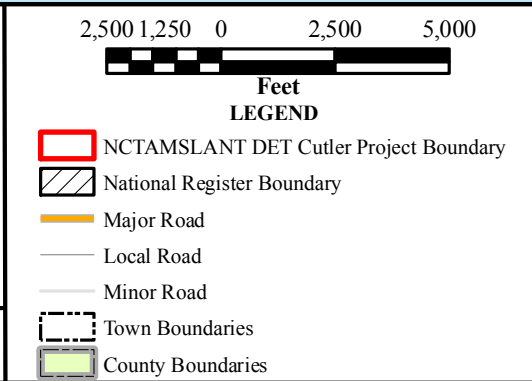 2,500 1,250 0 2,500 5,000
Feet
LEGEND
NCTAMSLANT DET Cutler Project Boundary
National Register Boundary
Major Road
Local Road
Minor Road
Town Boundaries
County Boundaries